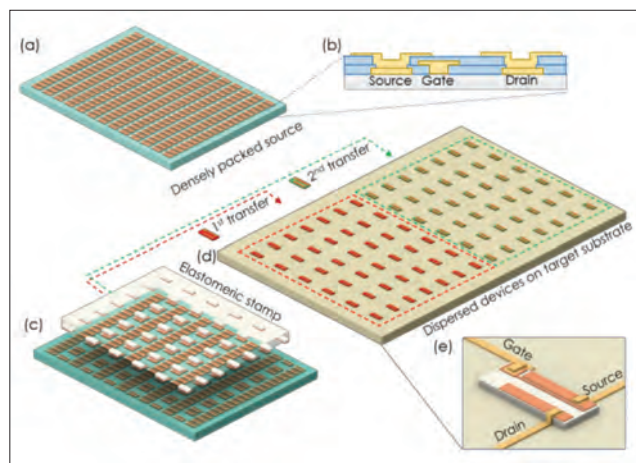 (a)
(b)
Source
Gate
Drain
Densely packed source
2nd transfer
1st transfer
(d)
Elastomeric stamp
(c)
Dispersed devices on target substrate
(e)
Gate
Source
Drain